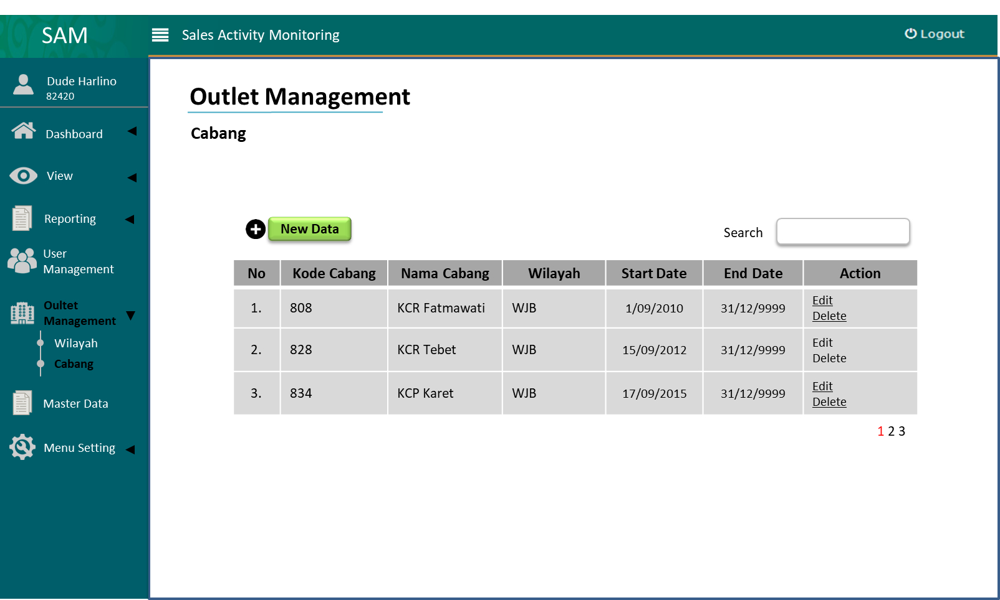 SAM
Sales Activity Monitoring
Logout
Dude Harlino
82420
Dashboard
View
Reporting
User
Management
Oultet
Management
Wilayah
Cabang
Master Data
Menu Setting
Outlet Management
Cabang
New Data
Search
No Kode Cabang Nama Cabang Wilayah Start Date End Date Action
1. 808 KCR Fatmawati WJB 1/09/2010 31/12/9999 Edit
Delete
2. 828 KCR Tebet WJB 15/09/2012 31/12/9999 Edit
Delete
3. 834 KCP Karet WJB 17/09/2015 31/12/9999 Edit
Delete
1 2 3